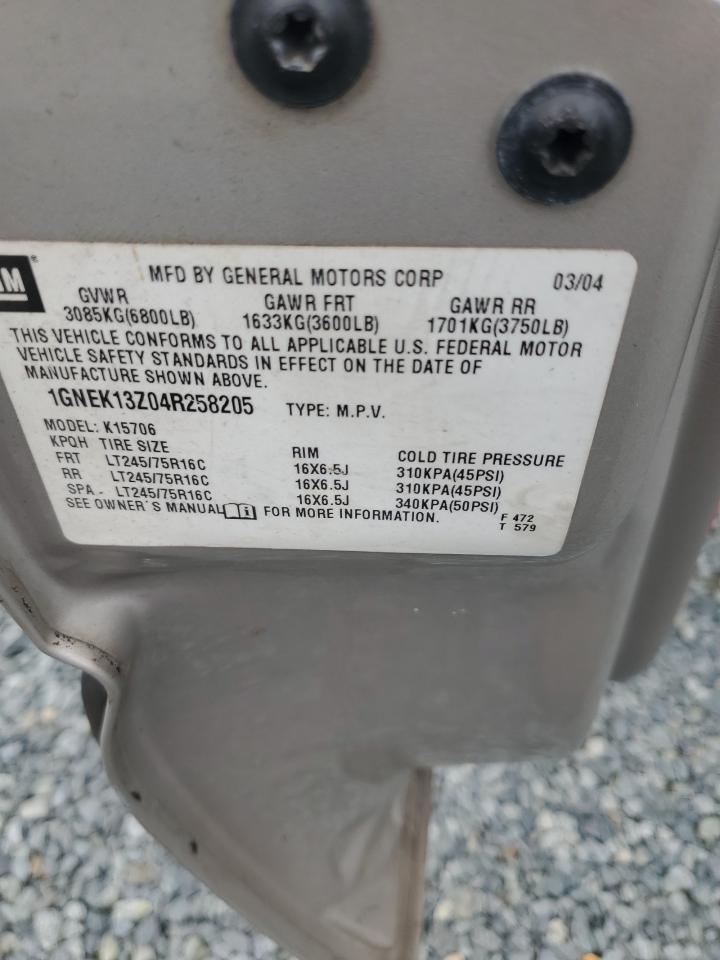 GM®
MFD BY GENERAL MOTORS CORP 03/04
GVWR GAWR FRT GAWR RR
3085KG(6800LB) 1633KG(3600LB) 1701KG(3750LB)
THIS VEHICLE CONFORMS TO ALL APPLICABLE U.S. FEDERAL MOTOR
VEHICLE SAFETY STANDARDS IN EFFECT ON THE DATE OF
MANUFACTURE SHOWN ABOVE.
1GNEK13Z04R258205 TYPE: M.P.V.
MODEL: K15706
KPQH TIRE SIZE RIM COLD TIRE PRESSURE
FRT LT245/75R16C 16X6.5J 310KPA(45PSI)
RR LT245/75R16C 16X6.5J 310KPA(45PSI)
SPA LT245/75R16C 16X6.5J 340KPA(50PSI)
SEE OWNER'S MANUAL FOR MORE INFORMATION. F 472
T 579